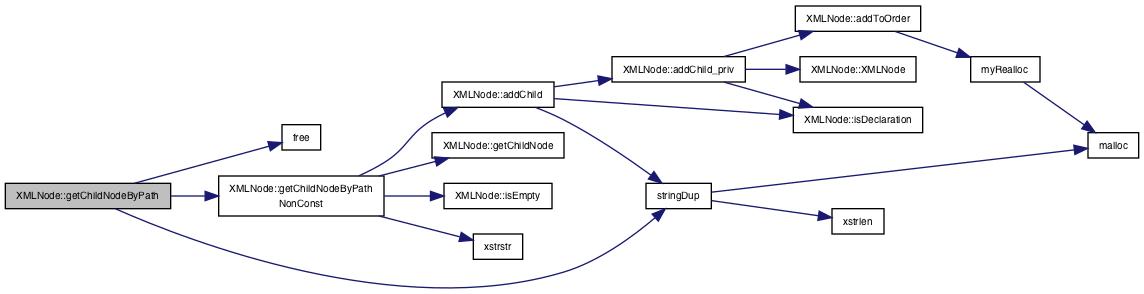 XMLNode::addToOrder
XMLNode::addChild_priv
XMLNode::XMLNode
myRealloc
XMLNode::addChild
XMLNode::isDeclaration
free
XMLNode::getChildNode
malloc
XMLNode::getChildNodeByPath
XMLNode::getChildNodeByPath
NonConst
XMLNode::isEmpty
stringDup
xstrlen
xstrstr